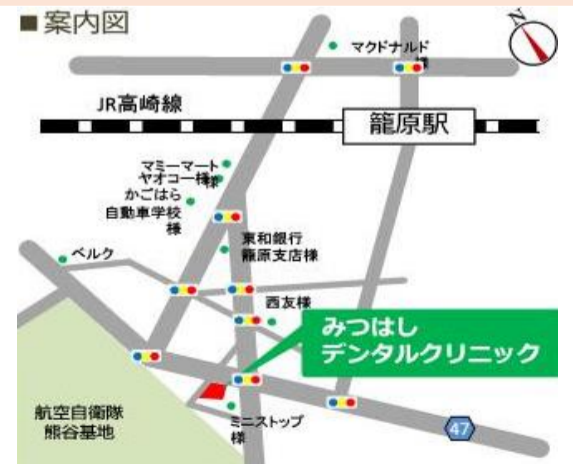 ■案内図
N
マクドナルド
様
JR高崎線
籠原駅
マミーマート
様
ヤオコー様
かごはら
自動車学校
様
東和銀行
籠原支店様
ベルク
西友様
みつはし
デンタルクリニック
航空自衛隊
熊谷基地
ミニストップ
様
47